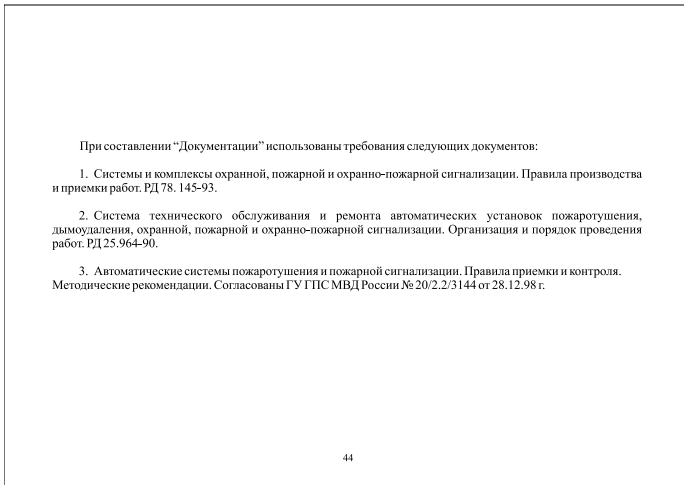 При составлении “Документации” использованы требования следующих документов:
1. Системы и комплексы охранной, пожарной и охранно-пожарной сигнализации. Правила производства
и приемки работ. РД 78. 145-93.
2. Система технического обслуживания и ремонта автоматических установок пожаротушения,
дымоудаления, охранной, пожарной и охранно-пожарной сигнализации. Организация и порядок проведения
работ. РД 25.964-90.
3. Автоматические системы пожаротушения и пожарной сигнализации. Правила приемки и контроля.
Методические рекомендации. Согласованы ГУ ГПС МВД России № 20/2.2/3144 от 28.12.98 г.
44